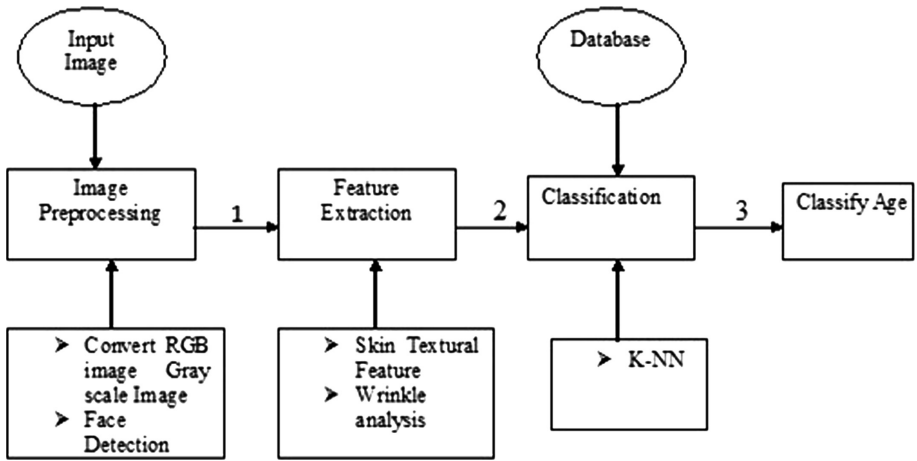 Input
Image
Database
Image
Preprocessing
1
Feature
Extraction
2
Classification
3
Classify Age
➢ Convert RGB
image Gray
scale Image
➢ Face
Detection
➢ Skin Textural
Feature
➢ Wrinkle
analysis
➢ K-NN